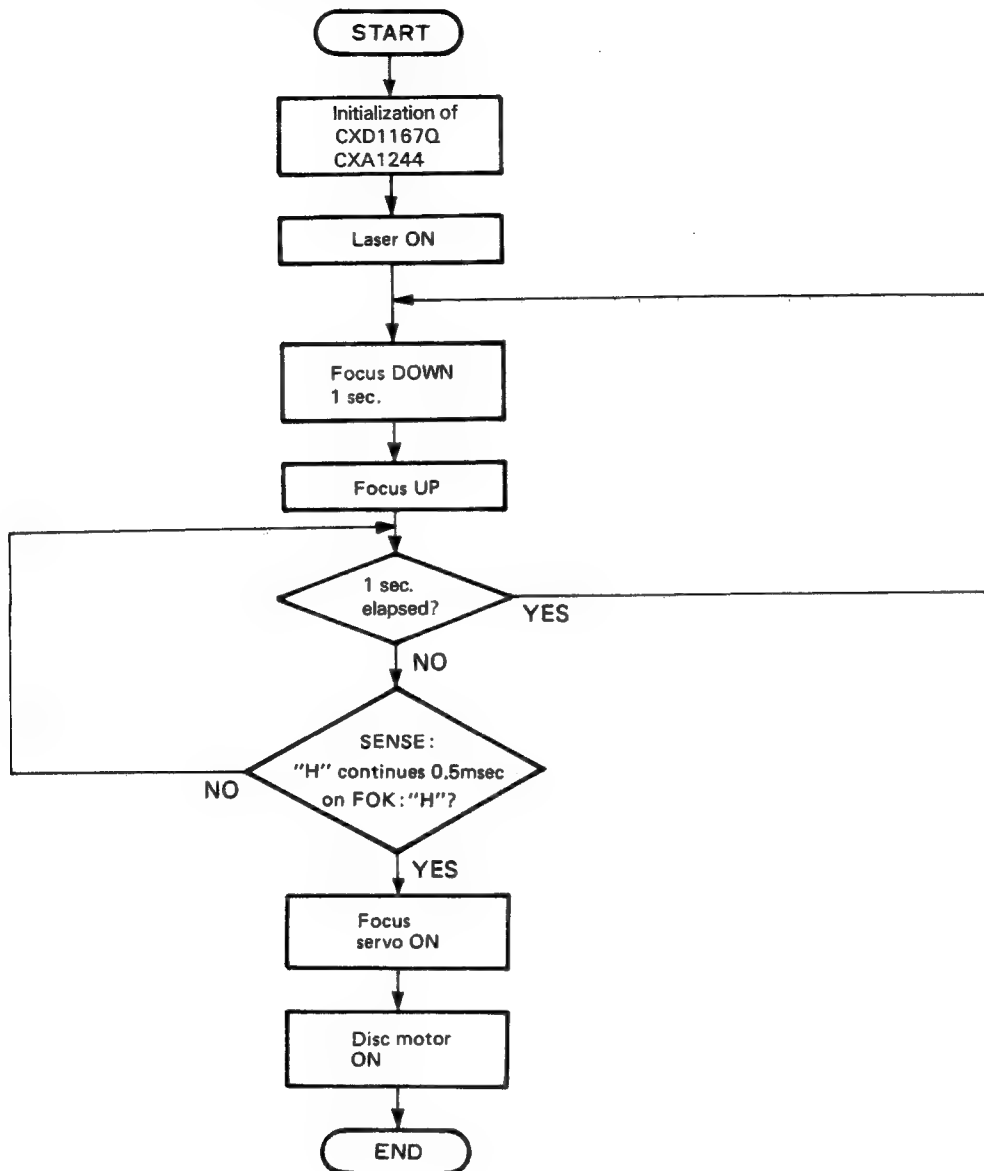 START
Initialization of
CXD1167Q
CXA1244
Laser ON
Focus DOWN
1 sec.
Focus UP
1 sec.
elapsed?
YES
NO
SENSE:
"H" continues 0.5msec
on FOK:"H"?
NO
YES
Focus
servo ON
Disc motor
ON
END